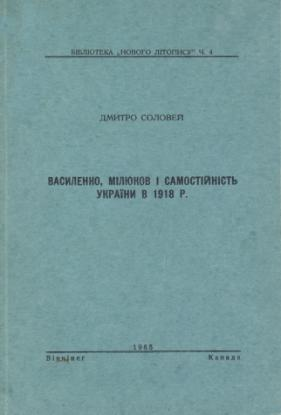 БІБЛІОТЕКА „НОВОГО ЛІТОПИСУ" Ч. 4
ДМИТРО СОЛОВЕЙ
ВАСИЛЕНКО, МІЛЮКОВ І САМОСТІЙНІСТЬ
УКРАЇНИ В 1918 Р.
1965
Вінніпег Канада